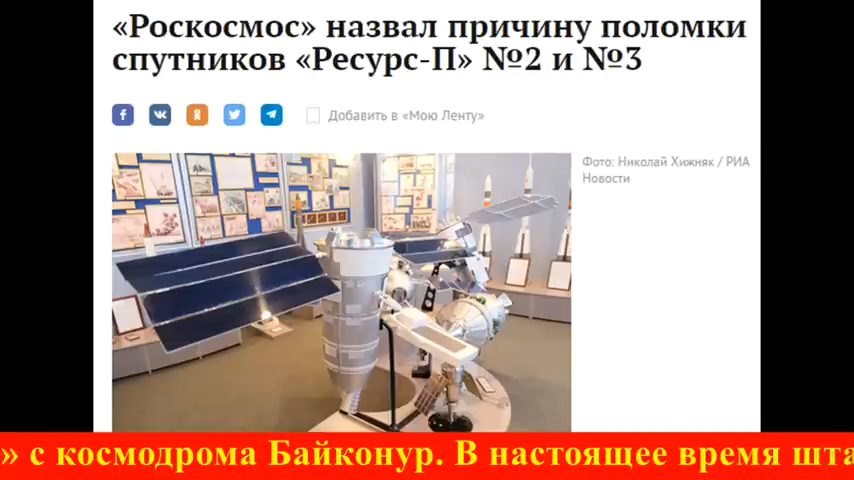 «Роскосмос» назвал причину поломки
спутников «Ресурс-П» №2 и №3
Добавить в «Мою Ленту»
Фото: Николай Хижняк / РИА
Новости
» с космодрома Байконур. В настоящее время шта